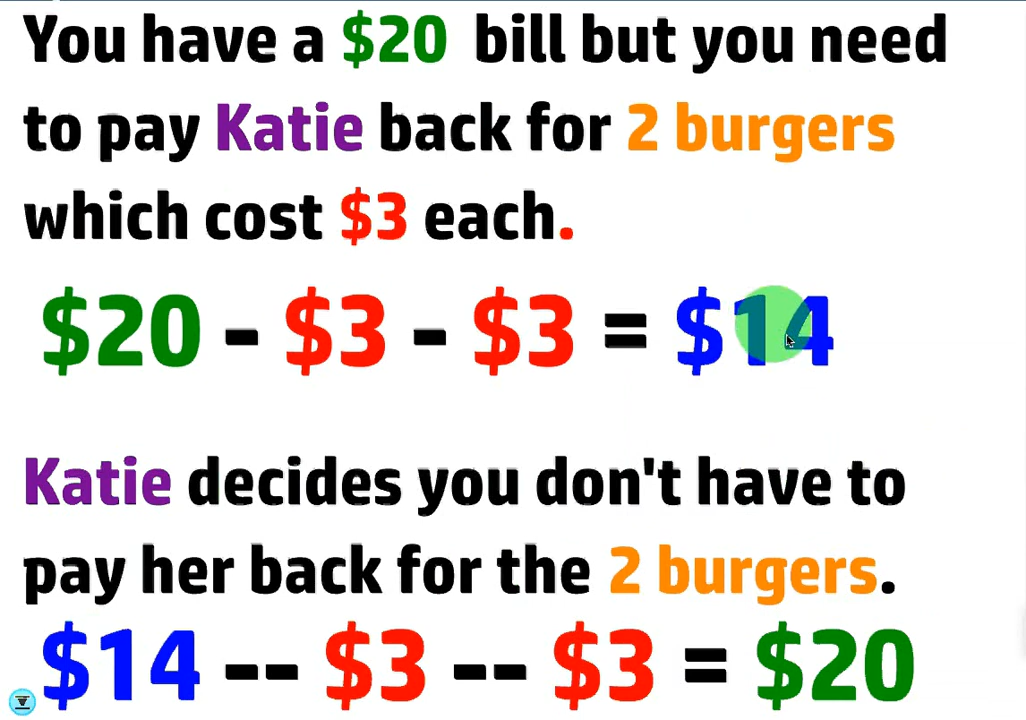 You have a $20 bill but you need
to pay Katie back for 2 burgers
which cost $3 each.
$20 - $3 - $3 = $14
Katie decides you don't have to
pay her back for the 2 burgers.
$14 -- $3 -- $3 = $20